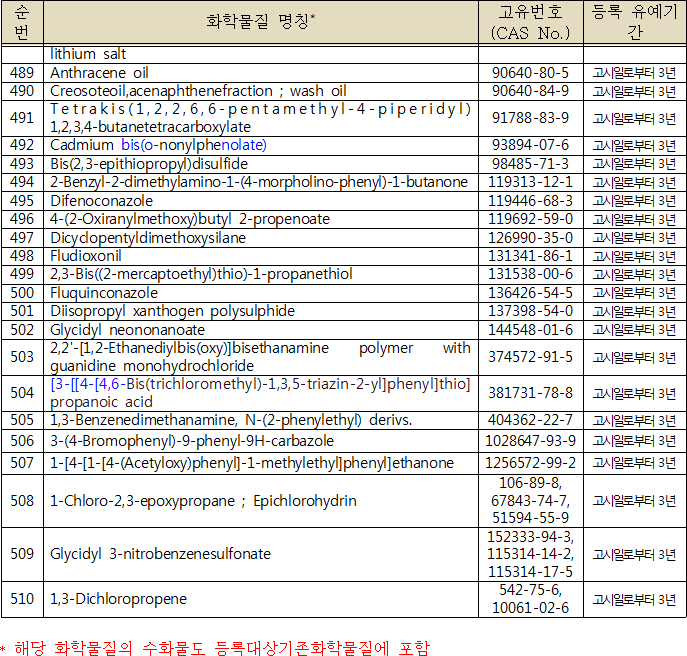 순번 화학물질 명칭* 고유번호 (CAS No.) 등록 유예기간
lithium salt
489 Anthracene oil 90640-80-5 고시일로부터 3년
490 Creosoteoil,acenaphthenefraction ; wash oil 90640-84-9 고시일로부터 3년
491 Tetrakis(1,2,2,6,6-pentamethyl-4-piperidyl) 1,2,3,4-butanetetracarboxylate 91788-83-9 고시일로부터 3년
492 Cadmium bis(o-nonylphenolate) 93894-07-6 고시일로부터 3년
493 Bis(2,3-epithiopropyl)disulfide 98485-71-3 고시일로부터 3년
494 2-Benzyl-2-dimethylamino-1-(4-morpholino-phenyl)-1-butanone 119313-12-1 고시일로부터 3년
495 Difenoconazole 119446-68-3 고시일로부터 3년
496 4-(2-Oxiranylmethoxy)butyl 2-propenoate 119692-59-0 고시일로부터 3년
497 Dicyclopentyldimethoxysilane 126990-35-0 고시일로부터 3년
498 Fludioxonil 131341-86-1 고시일로부터 3년
499 2,3-Bis((2-mercaptoethyl)thio)-1-propanethiol 131538-00-6 고시일로부터 3년
500 Fluquinconazole 136426-54-5 고시일로부터 3년
501 Diisopropyl xanthogen polysulphide 137398-54-0 고시일로부터 3년
502 Glycidyl neononanoate 144548-01-6 고시일로부터 3년
503 2,2'-[1,2-Ethanediylbis(oxy)]bisethanamine polymer with guanidine monohydrochloride 374572-91-5 고시일로부터 3년
504 [3-[[4-[4,6-Bis(trichloromethyl)-1,3,5-triazin-2-yl]phenyl]thio] propanoic acid 381731-78-8 고시일로부터 3년
505 1,3-Benzenedimethanamine, N-(2-phenylethyl) derivs. 404362-22-7 고시일로부터 3년
506 3-(4-Bromophenyl)-9-phenyl-9H-carbazole 1028647-93-9 고시일로부터 3년
507 1-[4-[1-[4-(Acetyloxy)phenyl]-1-methylethyl]phenyl]ethanone 1256572-99-2 고시일로부터 3년
508 1-Chloro-2,3-epoxypropane ; Epichlorohydrin 106-89-8, 67843-74-7, 51594-55-9 고시일로부터 3년
509 Glycidyl 3-nitrobenzenesulfonate 152333-94-3, 115314-14-2, 115314-17-5 고시일로부터 3년
510 1,3-Dichloropropene 542-75-6, 10061-02-6 고시일로부터 3년
* 해당 화학물질의 수화물도 등록대상기존화학물질에 포함